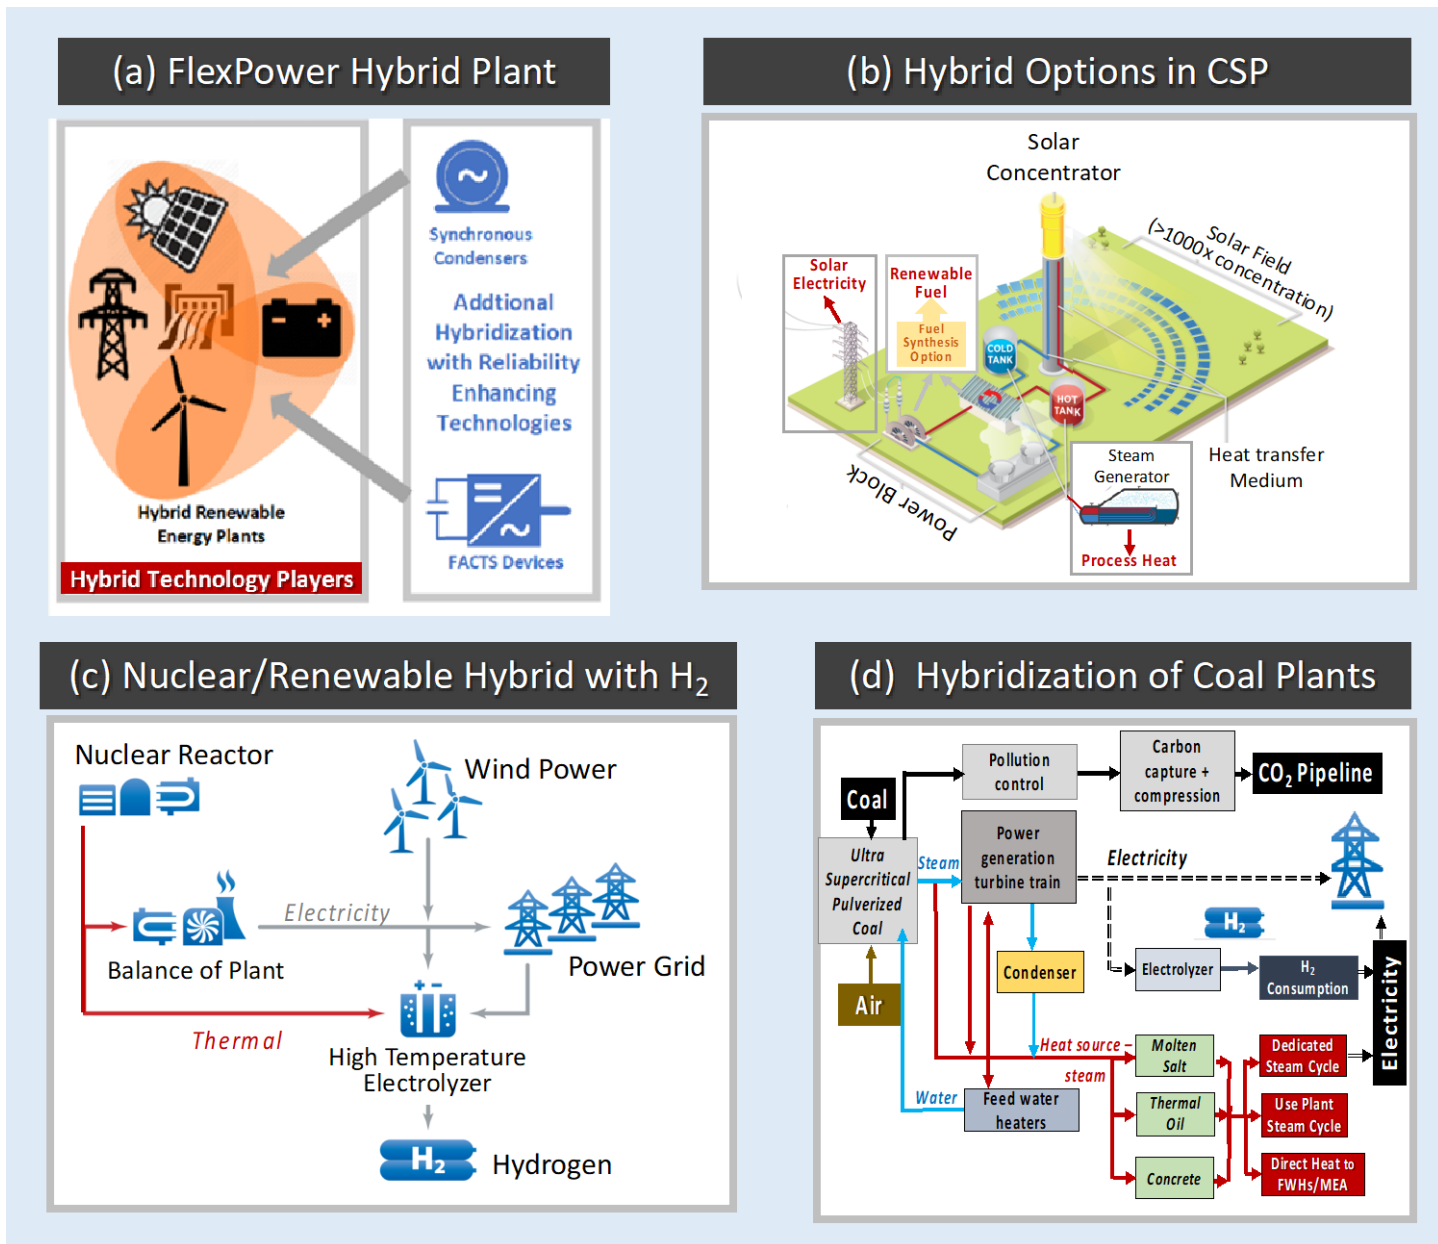 (a) FlexPower Hybrid Plant
Synchronous
Condensers
Addtional
Hybridization
with Reliability
Enhancing
Technologies
FACTS Devices
Hybrid Renewable
Energy Plants
Hybrid Technology Players
(b) Hybrid Options in CSP
Solar
Concentrator
Solar Field
(>1000x concentration)
Solar
Electricity
Renewable
Fuel
Fuel
Synthesis
Option
COLD
TANK
HOT
TANK
Heat transfer
Medium
Steam
Generator
Process Heat
Power Block
(c) Nuclear/Renewable Hybrid with H₂
Nuclear Reactor
Wind Power
Electricity
Balance of Plant
Power Grid
Thermal
+ -
High Temperature
Electrolyzer
H₂
Hydrogen
(d) Hybridization of Coal Plants
Pollution
control
Carbon
capture +
compression
CO₂ Pipeline
Coal
Ultra
Supercritical
Pulverized
Coal
Steam
Power
generation
turbine train
Electricity
H₂
Condenser
Electrolyzer
H₂
Consumption
Electricity
Air
Heat source –
steam
Molten
Salt
Dedicated
Steam Cycle
Water
Feed water
heaters
Thermal
Oil
Use Plant
Steam Cycle
Concrete
Direct Heat to
FWHs/MEA